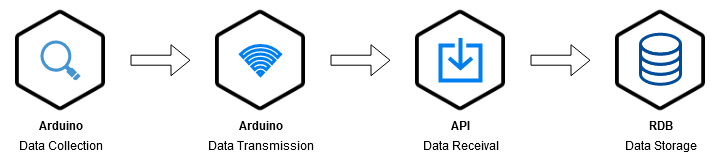 Arduino
Data Collection
Arduino
Data Transmission
API
Data Receival
RDB
Data Storage